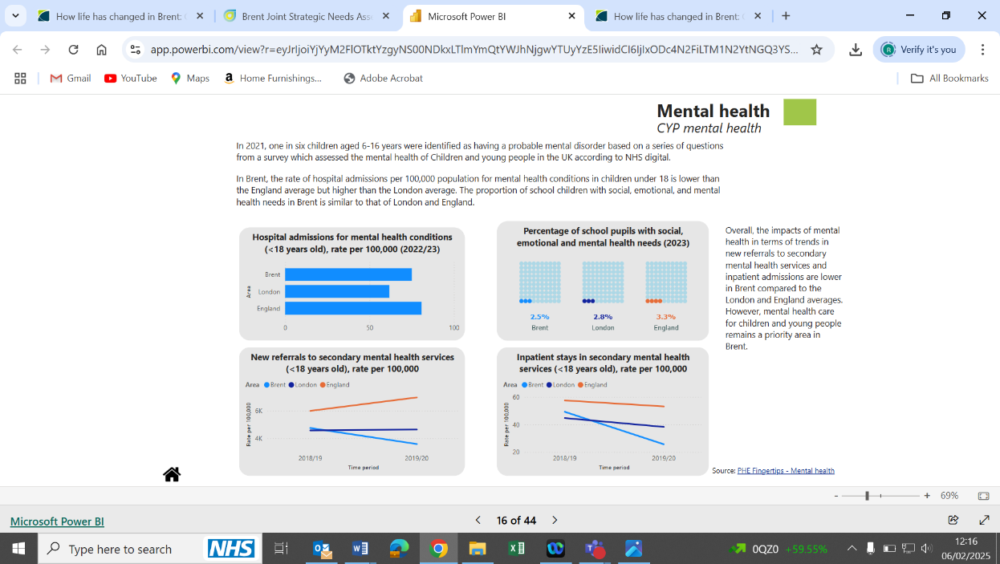 How life has changed in Brent:
Brent Joint Strategic Needs Asse
Microsoft Power BI
How life has changed in Brent:
app.powerbi.com/view?r=eyJrIjoiYjYyM2FlOTktYzgyNS00NDkxLTlmYmQtYWJhNjgwYTUyYzE5IiwidCI6IjIxODc4N2FiLTM1N2YtNGQ3YS...
Verify it's you
Gmail
YouTube
Maps
Home Furnishings...
Adobe Acrobat
All Bookmarks
Mental health
CYP mental health
In 2021, one in six children aged 6-16 years were identified as having a probable mental disorder based on a series of questions
from a survey which assessed the mental health of Children and young people in the UK according to NHS digital.
In Brent, the rate of hospital admissions per 100,000 population for mental health conditions in children under 18 is lower than
the England average but higher than the London average. The proportion of school children with social, emotional, and mental
health needs in Brent is similar to that of London and England.
Hospital admissions for mental health conditions
(<18 years old), rate per 100,000 (2022/23)
Area
Brent
London
England
0 50 100
Percentage of school pupils with social,
emotional and mental health needs (2023)
2.5% 2.8% 3.3%
Brent London England
Overall, the impacts of mental
health in terms of trends in
new referrals to secondary
mental health services and
inpatient admissions are lower
in Brent compared to the
London and England averages.
However, mental health care
for children and young people
remains a priority area in
Brent.
New referrals to secondary mental health services
(<18 years old), rate per 100,000
Area Brent London England
Rate per 100,000
6K
4K
2018/19 2019/20
Time period
Inpatient stays in secondary mental health
services (<18 years old), rate per 100,000
Area Brent London England
Rate per 100,000
60
40
20
2018/19 2019/20
Time period
Source: PHE Fingertips - Mental health
- + 69%
Microsoft Power BI
16 of 44
Type here to search
NHS
0QZ0 +59.55%
12:16
06/02/2025